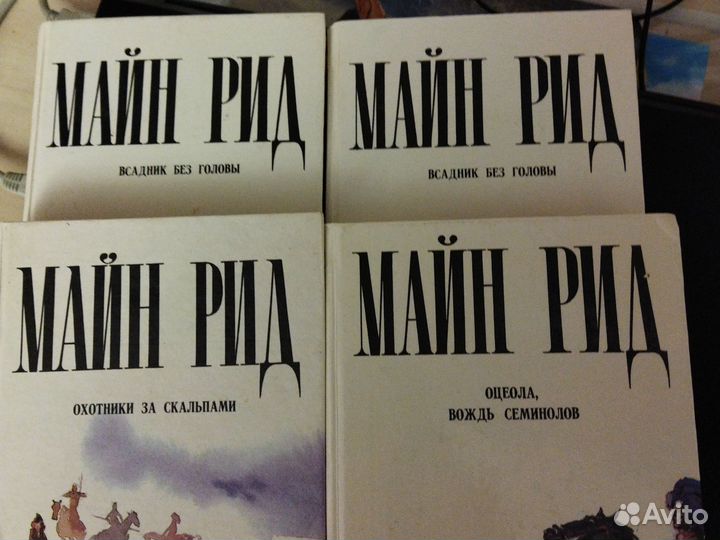 МАЙН РИД
ВСАДНИК БЕЗ ГОЛОВЫ
МАЙН РИД
ВСАДНИК БЕЗ ГОЛОВЫ
МАЙН РИД
ОХОТНИКИ ЗА СКАЛЬПАМИ
МАЙН РИД
ОЦЕОЛА,
ВОЖДЬ СЕМИНОЛОВ
Avito